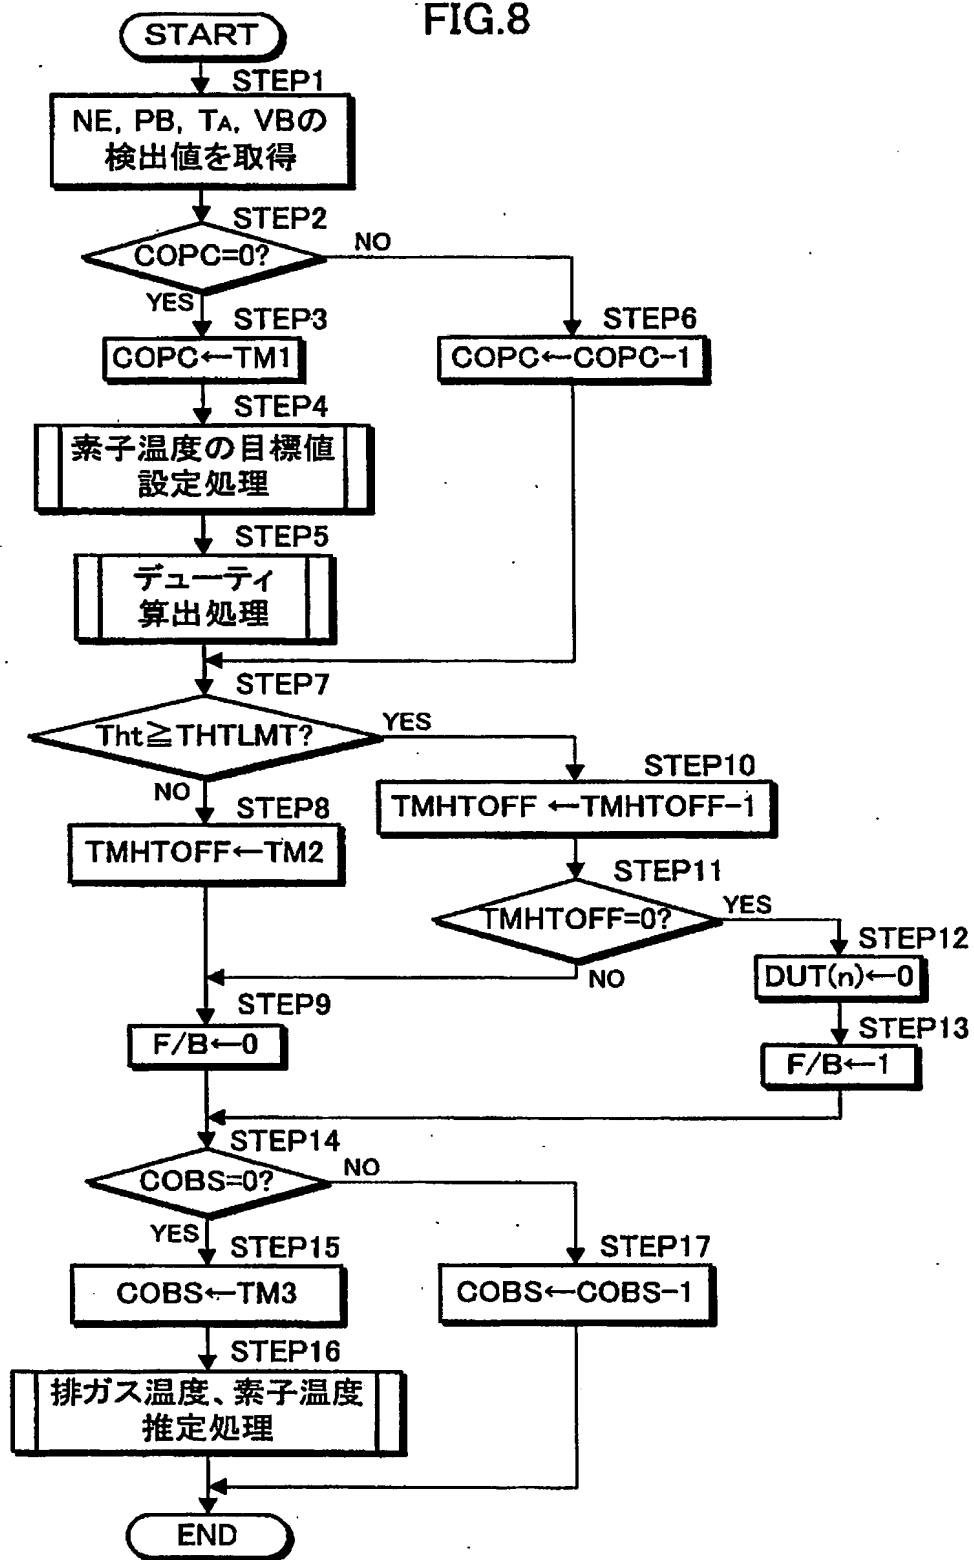 FIG.8
START
STEP1
NE, PB, TA, VBの
検出値を取得
STEP2
COPC=0?
NO
YES
STEP3
COPC←TM1
STEP6
COPC←COPC-1
STEP4
素子温度の目標値
設定処理
STEP5
デューティ
算出処理
STEP7
Tht≧THTLMT?
YES
NO
STEP8
TMHTOFF←TM2
STEP10
TMHTOFF←TMHTOFF-1
STEP11
TMHTOFF=0?
YES
NO
STEP12
DUT(n)←0
STEP9
F/B←0
STEP13
F/B←1
STEP14
COBS=0?
NO
YES
STEP15
COBS←TM3
STEP17
COBS←COBS-1
STEP16
排ガス温度、素子温度
推定処理
END